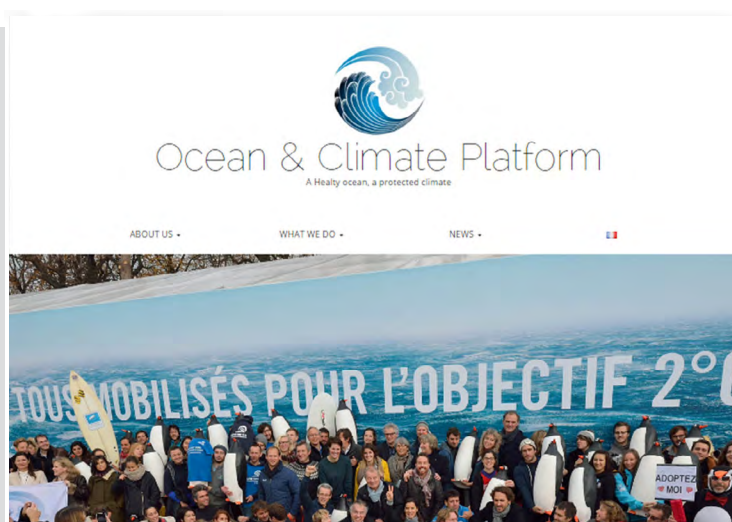 Ocean & Climate Platform
A Healty ocean, a protected climate
ABOUT US
WHAT WE DO
NEWS
TOUS MOBILISÉS POUR L'OBJECTIF 2°
ADOPTEZ
MOI